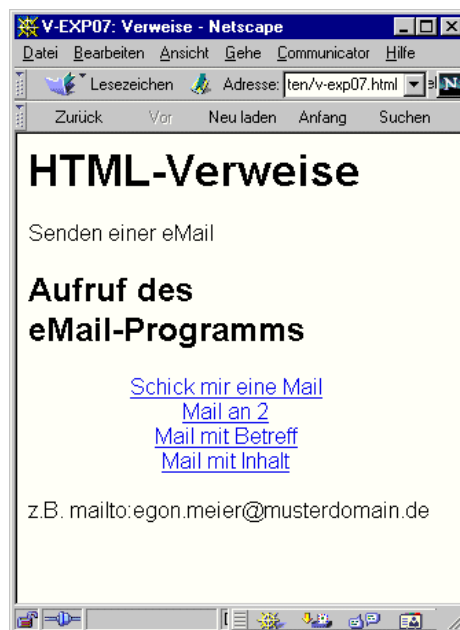 V-EXP07: Verweise - Netscape
Datei Bearbeiten Ansicht Gehe Communicator Hilfe
Lesezeichen Adresse: ten/v-exp07.html
Zurück Vor Neu laden Anfang Suchen
HTML-Verweise
Senden einer eMail
Aufruf des
eMail-Programms
Schick mir eine Mail
Mail an 2
Mail mit Betreff
Mail mit Inhalt
z.B. mailto:egon.meier@musterdomain.de